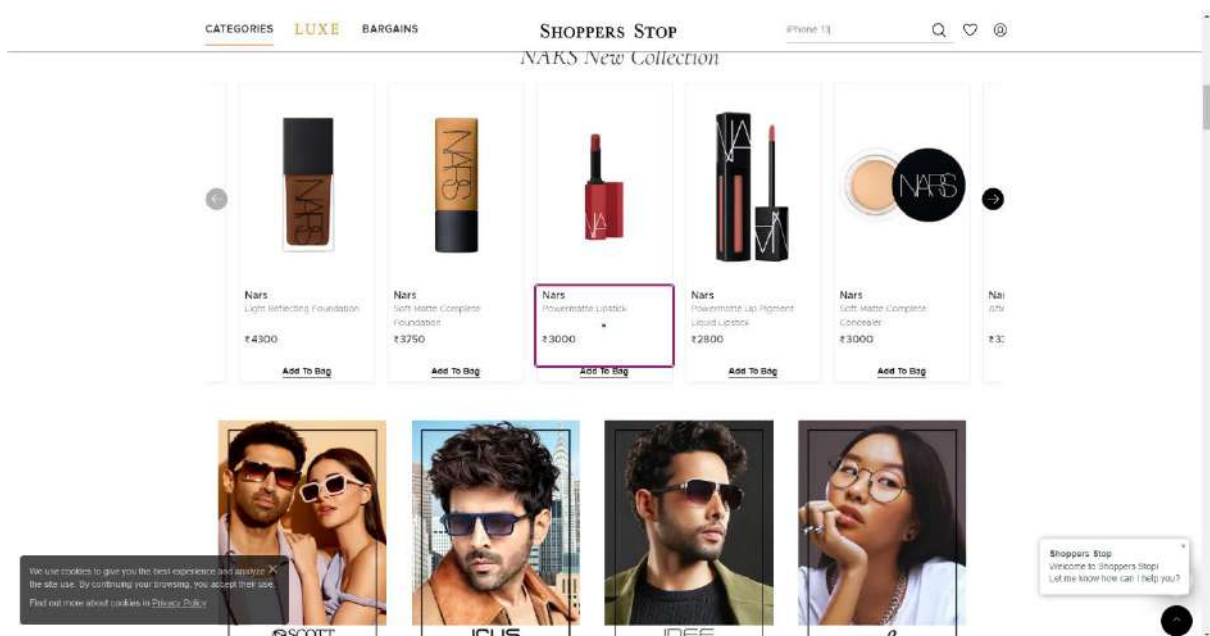 CATEGORIES LUXE BARGAINS SHOPPERS STOP iPhone 13
NARS New Collection
NARS
NARS
NARS
Nars
Light Reflecting Foundation
₹4300
Add To Bag
Nars
Soft Matte Complete
Foundation
₹3750
Add To Bag
Nars
Powermatte Lipstick
₹3000
Add To Bag
Nars
Powermatte Lip Pigment
Liquid Lipstick
₹2800
Add To Bag
Nars
Soft Matte Complete
Concealer
₹3000
Add To Bag
We use cookies to give you the best experience and analyze
the site use. By continuing your browsing, you accept their use.
Find out more about cookies in Privacy Policy
Shoppers Stop
Welcome to Shoppers Stop!
Let me know how can I help you?
SCOTT
IDEE